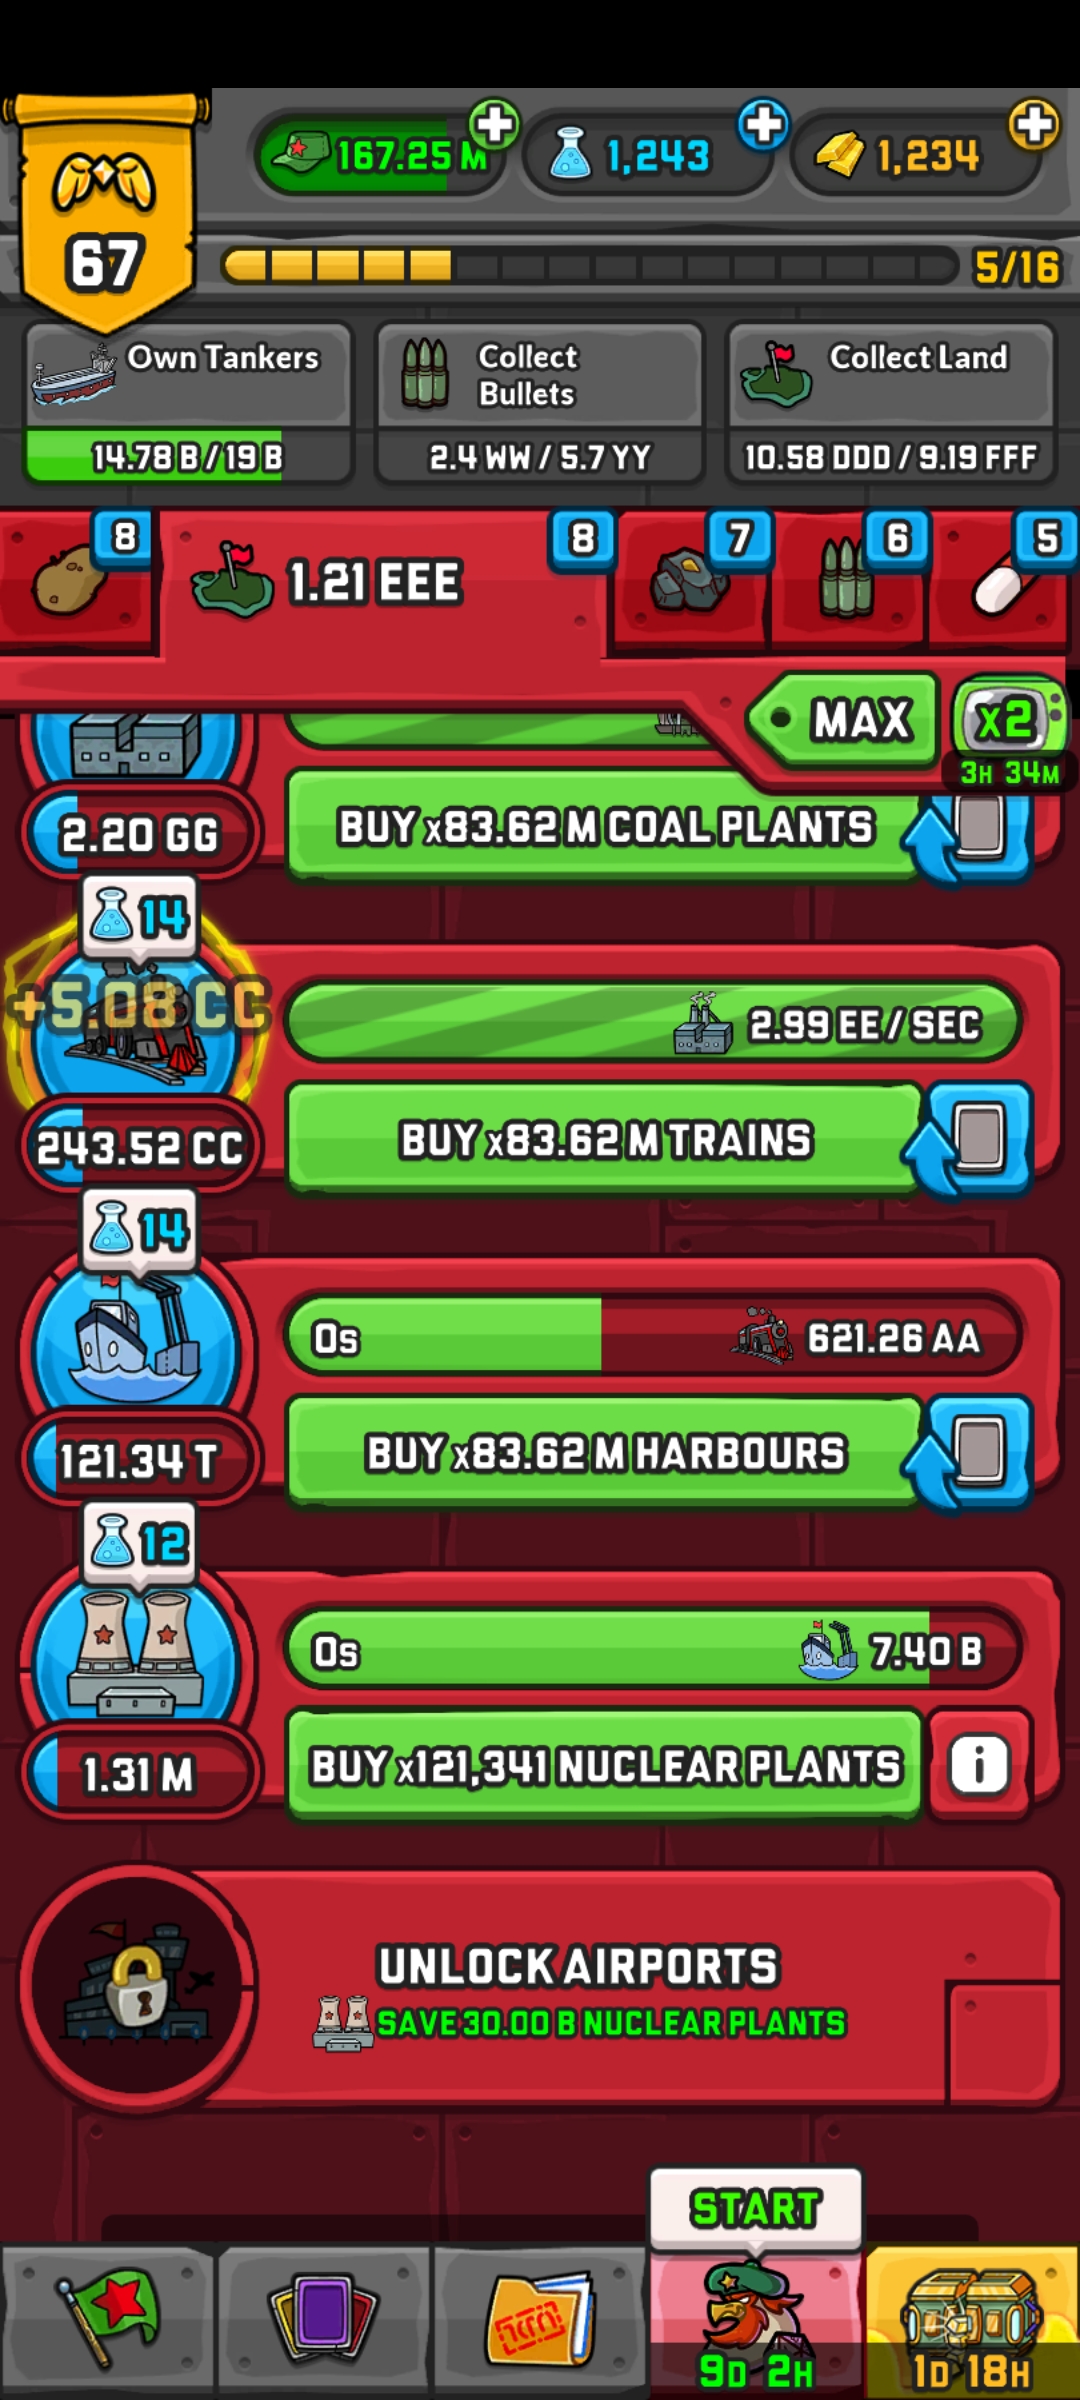 167.25 M
1,243
1,234
67
5/16
Own Tankers
14.78 B / 19 B
Collect
Bullets
2.4 WW / 5.7 YY
Collect Land
10.58 DDD / 9.19 FFF
8
1.21 EEE
8
7
6
5
MAX
x2
3H 34M
2.20 GG
BUY x83.62 M COAL PLANTS
14
+5.08 CC
2.99 EE / SEC
243.52 CC
BUY x83.62 M TRAINS
14
0s
621.26 AA
121.34 T
BUY x83.62 M HARBOURS
12
0s
7.40 B
1.31 M
BUY x121,341 NUCLEAR PLANTS
i
UNLOCK AIRPORTS
SAVE 30.00 B NUCLEAR PLANTS
START
9D 2H
1D 18H